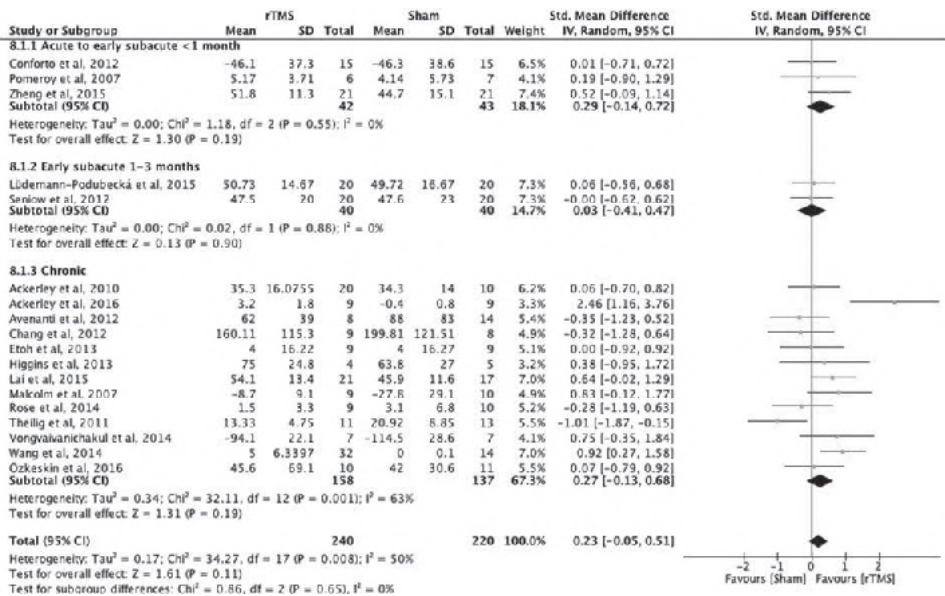 rTMS Sham Std. Mean Difference Std. Mean Difference
Study or Subgroup Mean SD Total Mean SD Total Weight IV, Random, 95% CI IV, Random, 95% CI
8.1.1 Acute to early subacute <1 month
Conforto et al, 2012 -46.1 37.3 15 -46.3 38.6 15 6.5% 0.01 [-0.71, 0.72]
Pomeroy et al, 2007 5.17 3.71 6 4.14 5.73 7 4.1% 0.19 [-0.90, 1.29]
Zheng et al, 2015 51.8 11.3 21 44.7 15.1 21 7.4% 0.52 [-0.09, 1.14]
Subtotal (95% CI) 42 43 18.1% 0.29 [-0.14, 0.72]
Heterogeneity: Tau² = 0.00; Chi² = 1.18, df = 2 (P = 0.55); I² = 0%
Test for overall effect: Z = 1.30 (P = 0.19)
8.1.2 Early subacute 1-3 months
Lüdemann-Podubecká et al, 2015 50.73 14.67 20 49.72 16.67 20 7.3% 0.06 [-0.56, 0.68]
Seniow et al, 2012 47.5 20 20 47.6 23 20 7.3% -0.00 [-0.62, 0.62]
Subtotal (95% CI) 40 40 14.7% 0.03 [-0.41, 0.47]
Heterogeneity: Tau² = 0.00; Chi² = 0.02, df = 1 (P = 0.88); I² = 0%
Test for overall effect: Z = 0.13 (P = 0.90)
8.1.3 Chronic
Ackerley et al, 2010 35.3 16.0755 20 34.3 14 10 6.2% 0.06 [-0.70, 0.82]
Ackerley et al, 2016 3.2 1.8 9 -0.4 0.8 9 3.3% 2.46 [1.16, 3.76]
Avenanti et al, 2012 62 39 8 88 83 14 5.4% -0.35 [-1.23, 0.52]
Chang et al, 2012 160.11 115.3 9 199.81 121.51 8 4.8% -0.32 [-1.28, 0.64]
Etoh et al, 2013 4 16.22 9 4 16.27 9 5.1% 0.00 [-0.92, 0.92]
Higgins et al, 2013 75 24.8 4 63.8 27 5 3.2% 0.38 [-0.95, 1.72]
Lai et al, 2015 54.1 13.4 21 45.9 11.6 17 7.0% 0.64 [-0.02, 1.29]
Malcolm et al, 2007 -8.7 9.1 9 -27.8 29.1 10 5.0% 0.83 [-0.12, 1.77]
Rose et al, 2014 1.5 3.3 9 3.1 6.8 10 5.2% -0.28 [-1.19, 0.63]
Theilig et al, 2011 13.33 4.75 11 20.92 8.85 13 5.5% -1.01 [-1.87, -0.15]
Vongvaivanichakul et al, 2014 -94.1 22.1 7 -114.5 28.6 7 4.2% 0.75 [-0.35, 1.84]
Wang et al, 2014 5 6.3397 32 0 0.1 14 6.9% 0.92 [0.27, 1.58]
Özkeskin et al, 2016 45.6 69.1 10 42 30.6 11 5.5% 0.07 [-0.79, 0.92]
Subtotal (95% CI) 158 137 67.3% 0.27 [-0.13, 0.68]
Heterogeneity: Tau² = 0.34; Chi² = 32.11, df = 12 (P = 0.001); I² = 63%
Test for overall effect: Z = 1.31 (P = 0.19)
Total (95% CI) 240 220 100.0% 0.23 [-0.05, 0.51]
Heterogeneity: Tau² = 0.17; Chi² = 34.27, df = 17 (P = 0.008); I² = 50%
Test for overall effect: Z = 1.61 (P = 0.11)
Test for subgroup differences: Chi² = 0.86, df = 2 (P = 0.65), I² = 0%
-2 -1 0 1 2
Favours [Sham] Favours [rTMS]